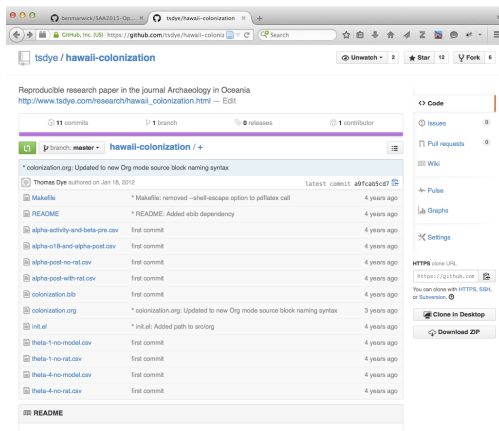 benmarwick/SAA2015-Op...
tsdye/hawaii-colonization
GitHub, Inc. (US) https://github.com/tsdye/hawaii-coloniz
Search
tsdye / hawaii-colonization
Unwatch 2
Star 12
Fork 6
Reproducible research paper in the journal Archaeology in Oceania
http://www.tsdye.com/research/hawaii_colonization.html — Edit
11 commits
1 branch
0 releases
1 contributor
branch: master
hawaii-colonization / +
* colonization.org: Updated to new Org mode source block naming syntax
Thomas Dye authored on Jan 18, 2012
latest commit a9fcab5cd7
Makefile * Makefile: removed --shell-escape option to pdflatex call 4 years ago
README * README: Added ebib dependency 4 years ago
alpha-activity-and-beta-pre.csv first commit 4 years ago
alpha-o18-and-alpha-post.csv first commit 4 years ago
alpha-post-no-rat.csv first commit 4 years ago
alpha-post-with-rat.csv first commit 4 years ago
colonization.bib first commit 4 years ago
colonization.org * colonization.org: Updated to new Org mode source block naming syntax 3 years ago
init.el * init.el: Added path to src/org 4 years ago
theta-1-no-model.csv first commit 4 years ago
theta-1-no-rat.csv first commit 4 years ago
theta-4-no-model.csv first commit 4 years ago
theta-4-no-rat.csv first commit 4 years ago
README
Code
Issues 0
Pull requests 0
Wiki
Pulse
Graphs
Settings
HTTPS clone URL
https://github.com
You can clone with HTTPS, SSH,
or Subversion.
Clone in Desktop
Download ZIP